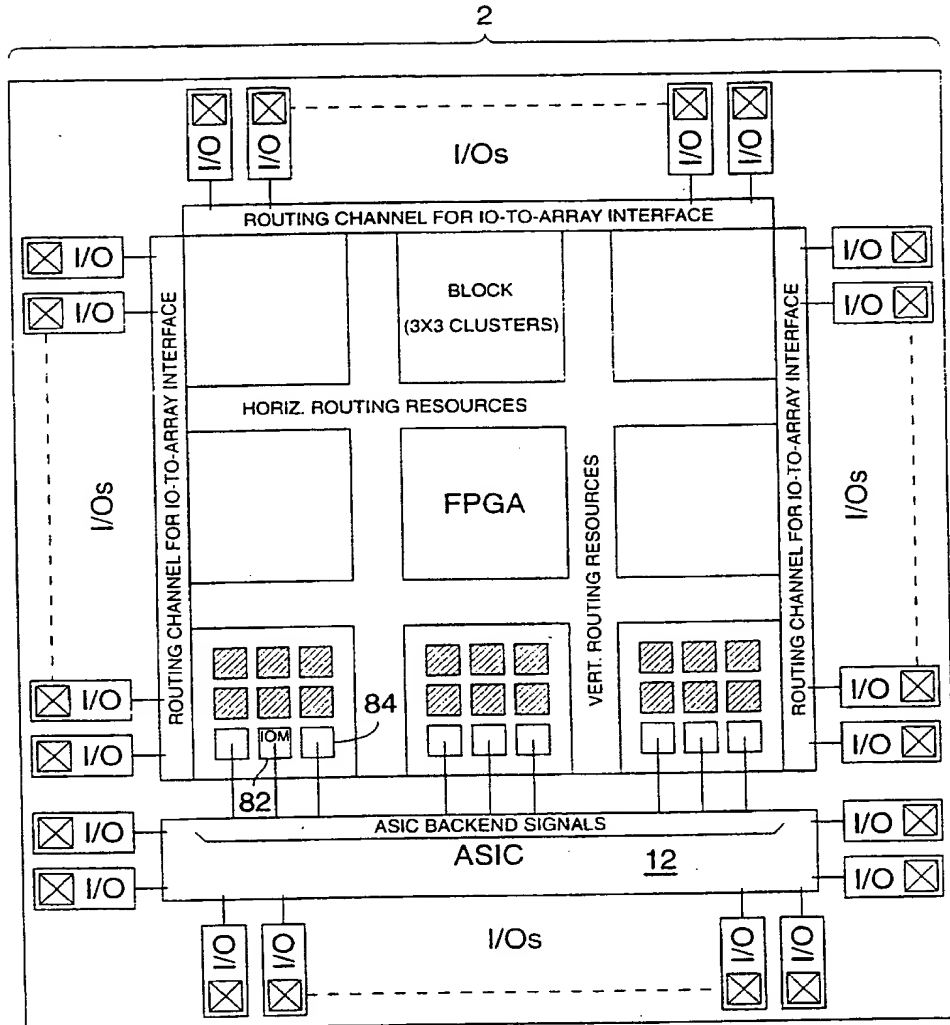 2
I/O
I/O
I/O
I/O
I/Os
ROUTING CHANNEL FOR IO-TO-ARRAY INTERFACE
I/O
I/O
I/O
I/O
BLOCK
(3X3 CLUSTERS)
ROUTING CHANNEL FOR IO-TO-ARRAY INTERFACE
ROUTING CHANNEL FOR IO-TO-ARRAY INTERFACE
HORIZ. ROUTING RESOURCES
I/Os
FPGA
VERT. ROUTING RESOURCES
I/Os
I/O
I/O
84
IOM
I/O
I/O
82
ASIC BACKEND SIGNALS
I/O
I/O
ASIC
12
I/O
I/O
I/O
I/O
I/Os
I/O
I/O